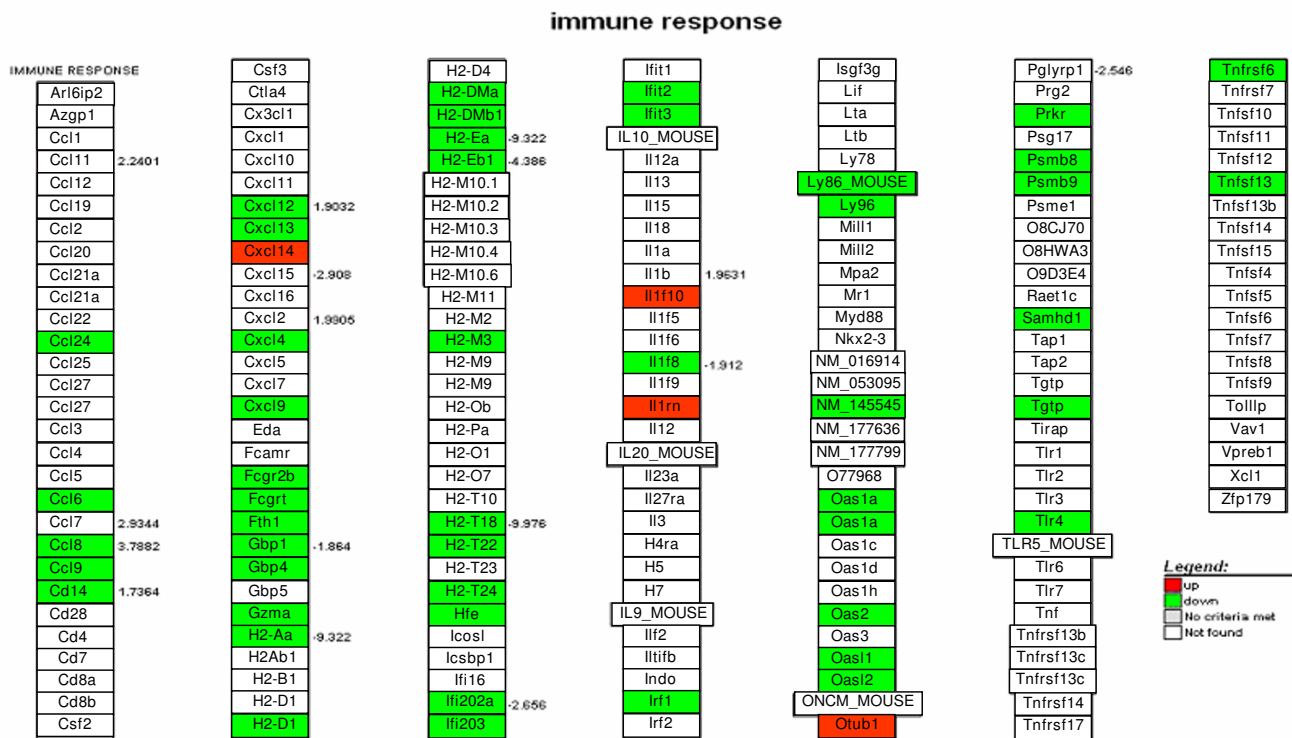 immune response
IMMUNE RESPONSE
Arl6ip2
Azgp1
Ccl1
Ccl11 2.2401
Ccl12
Ccl19
Ccl2
Ccl20
Ccl21a
Ccl21a
Ccl22
Ccl24
Ccl25
Ccl27
Ccl27
Ccl3
Ccl4
Ccl5
Ccl6
Ccl7 2.9344
Ccl8 3.7882
Ccl9
Cd14 1.7364
Cd28
Cd4
Cd7
Cd8a
Cd8b
Csf2
Csf3
Ctla4
Cx3cl1
Cxcl1
Cxcl10
Cxcl11
Cxcl12 1.9032
Cxcl13
Cxcl14
Cxcl15 -2.908
Cxcl16
Cxcl2 1.9905
Cxcl4
Cxcl5
Cxcl7
Cxcl9
Eda
Fcamr
Fcgr2b
Fcgrt
Fth1
Gbp1 -1.864
Gbp4
Gbp5
Gzma
H2-Aa -9.322
H2Ab1
H2-B1
H2-D1
H2-D1
H2-D4
H2-DMa
H2-DMb1
H2-Ea -9.322
H2-Eb1 -4.386
H2-M10.1
H2-M10.2
H2-M10.3
H2-M10.4
H2-M10.6
H2-M11
H2-M2
H2-M3
H2-M9
H2-M9
H2-Ob
H2-Pa
H2-O1
H2-O7
H2-T10
H2-T18 -9.976
H2-T22
H2-T23
H2-T24
Hfe
Icosl
Icsbp1
Ifi16
Ifi202a -2.656
Ifi203
Ifit1
Ifit2
Ifit3
IL10_MOUSE
Il12a
Il13
Il15
Il18
Il1a
Il1b 1.9631
Il1f10
Il1f5
Il1f6
Il1f8 -1.912
Il1f9
Il1rn
Il12
IL20_MOUSE
Il23a
Il27ra
Il3
H4ra
H5
H7
IL9_MOUSE
Ilf2
Iltifb
Indo
Irf1
Irf2
Isgf3g
Lif
Lta
Ltb
Ly78
Ly86_MOUSE
Ly96
Mill1
Mill2
Mpa2
Mr1
Myd88
Nkx2-3
NM_016914
NM_053095
NM_145545
NM_177636
NM_177799
O77968
Oas1a
Oas1a
Oas1c
Oas1d
Oas1h
Oas2
Oas3
Oasl1
Oasl2
ONCM_MOUSE
Otub1
Pglyrp1 -2.546
Prg2
Prkr
Psg17
Psmb8
Psmb9
Psme1
O8CJ70
O8HWA3
O9D3E4
Raet1c
Samhd1
Tap1
Tap2
Tgtp
Tgtp
Tirap
Tlr1
Tlr2
Tlr3
Tlr4
TLR5_MOUSE
Tlr6
Tlr7
Tnf
Tnfrsf13b
Tnfrsf13c
Tnfrsf13c
Tnfrsf14
Tnfrsf17
Tnfrsf6
Tnfrsf7
Tnfsf10
Tnfsf11
Tnfsf12
Tnfsf13
Tnfsf13b
Tnfsf14
Tnfsf15
Tnfsf4
Tnfsf5
Tnfsf6
Tnfsf7
Tnfsf8
Tnfsf9
Tolllp
Vav1
Vpreb1
Xcl1
Zfp179
Legend:
up
down
No criteria met
Not found